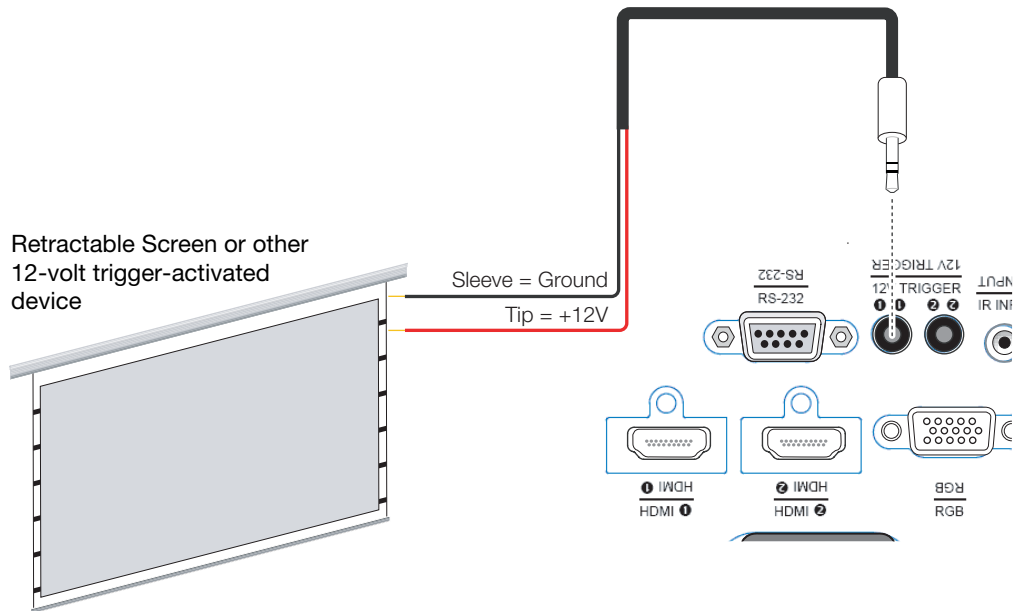 Retractable Screen or other
12-volt trigger-activated
device
Sleeve = Ground
Tip = +12V
RS-232
RS-232
12V TRIGGER
12V TRIGGER
❶ ❶ ❷ ❷
INPUT
IR INP
HDMI ❶
HDMI ❶
HDMI ❷
HDMI ❷
RGB
RGB